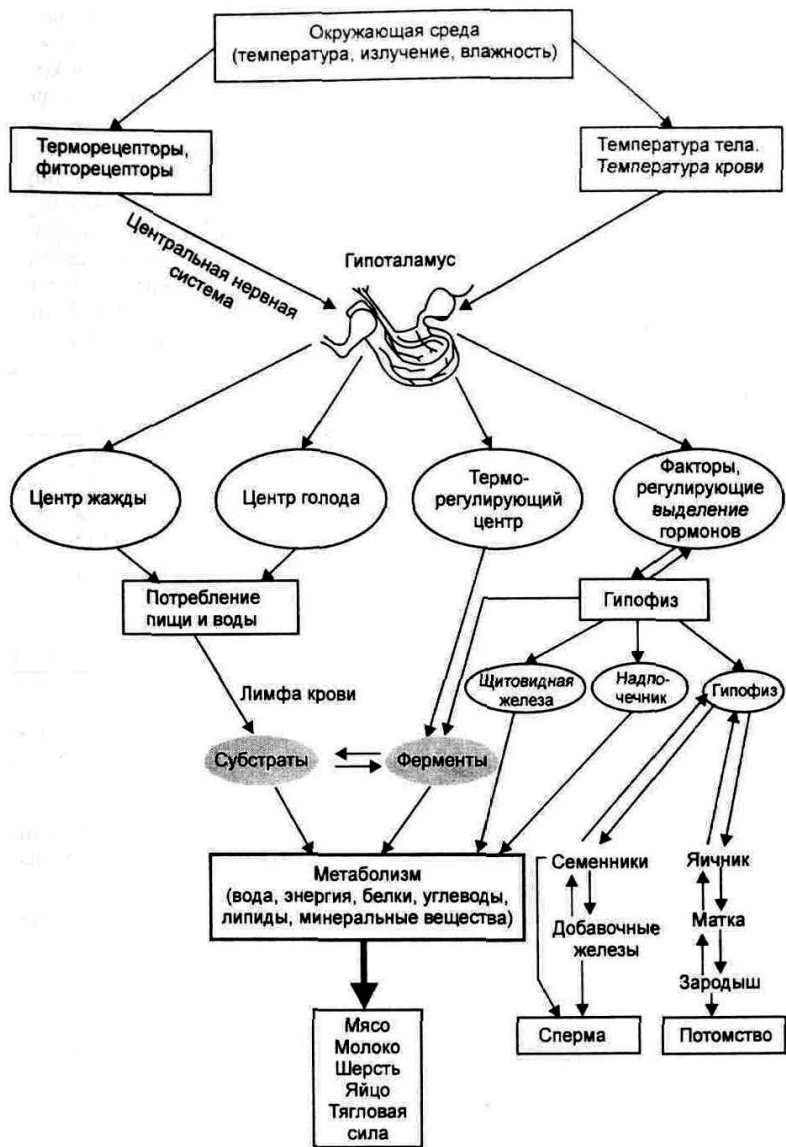 Окружающая среда
(температура, излучение, влажность)
Терморецепторы,
фиторецепторы
Температура тела.
Температура крови
Центральная нервная
система
Гипоталамус
Центр жажды
Центр голода
Термо-
регулирующий
центр
Факторы,
регулирующие
выделение
гормонов
Потребление
пищи и воды
Гипофиз
Лимфа крови
Щитовидная
железа
Надпо-
чечник
Гипофиз
Субстраты
Ферменты
Метаболизм
(вода, энергия, белки, углеводы,
липиды, минеральные вещества)
Семенники
Яичник
Добавочные
железы
Матка
Зародыш
Сперма
Потомство
Мясо
Молоко
Шерсть
Яйцо
Тягловая
сила